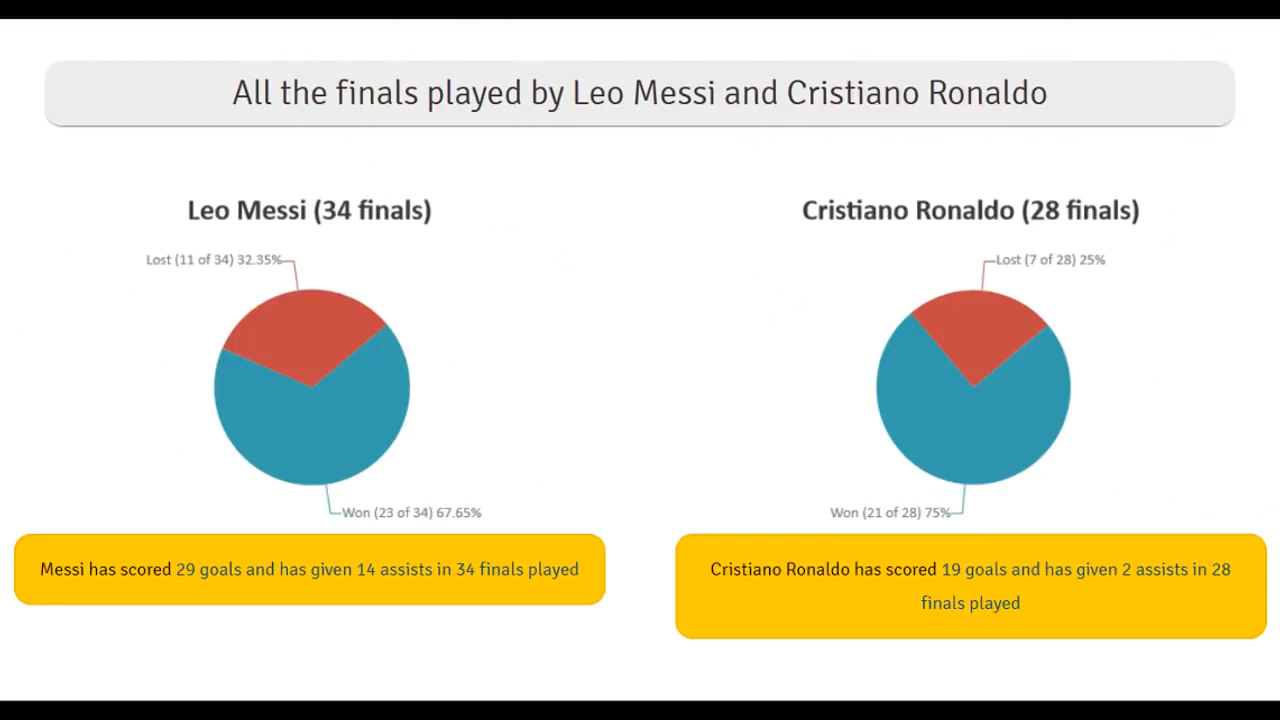 All the finals played by Leo Messi and Cristiano Ronaldo
Leo Messi (34 finals)
Lost (11 of 34) 32.35%
Won (23 of 34) 67.65%
Messi has scored 29 goals and has given 14 assists in 34 finals played
Cristiano Ronaldo (28 finals)
Lost (7 of 28) 25%
Won (21 of 28) 75%
Cristiano Ronaldo has scored 19 goals and has given 2 assists in 28
finals played